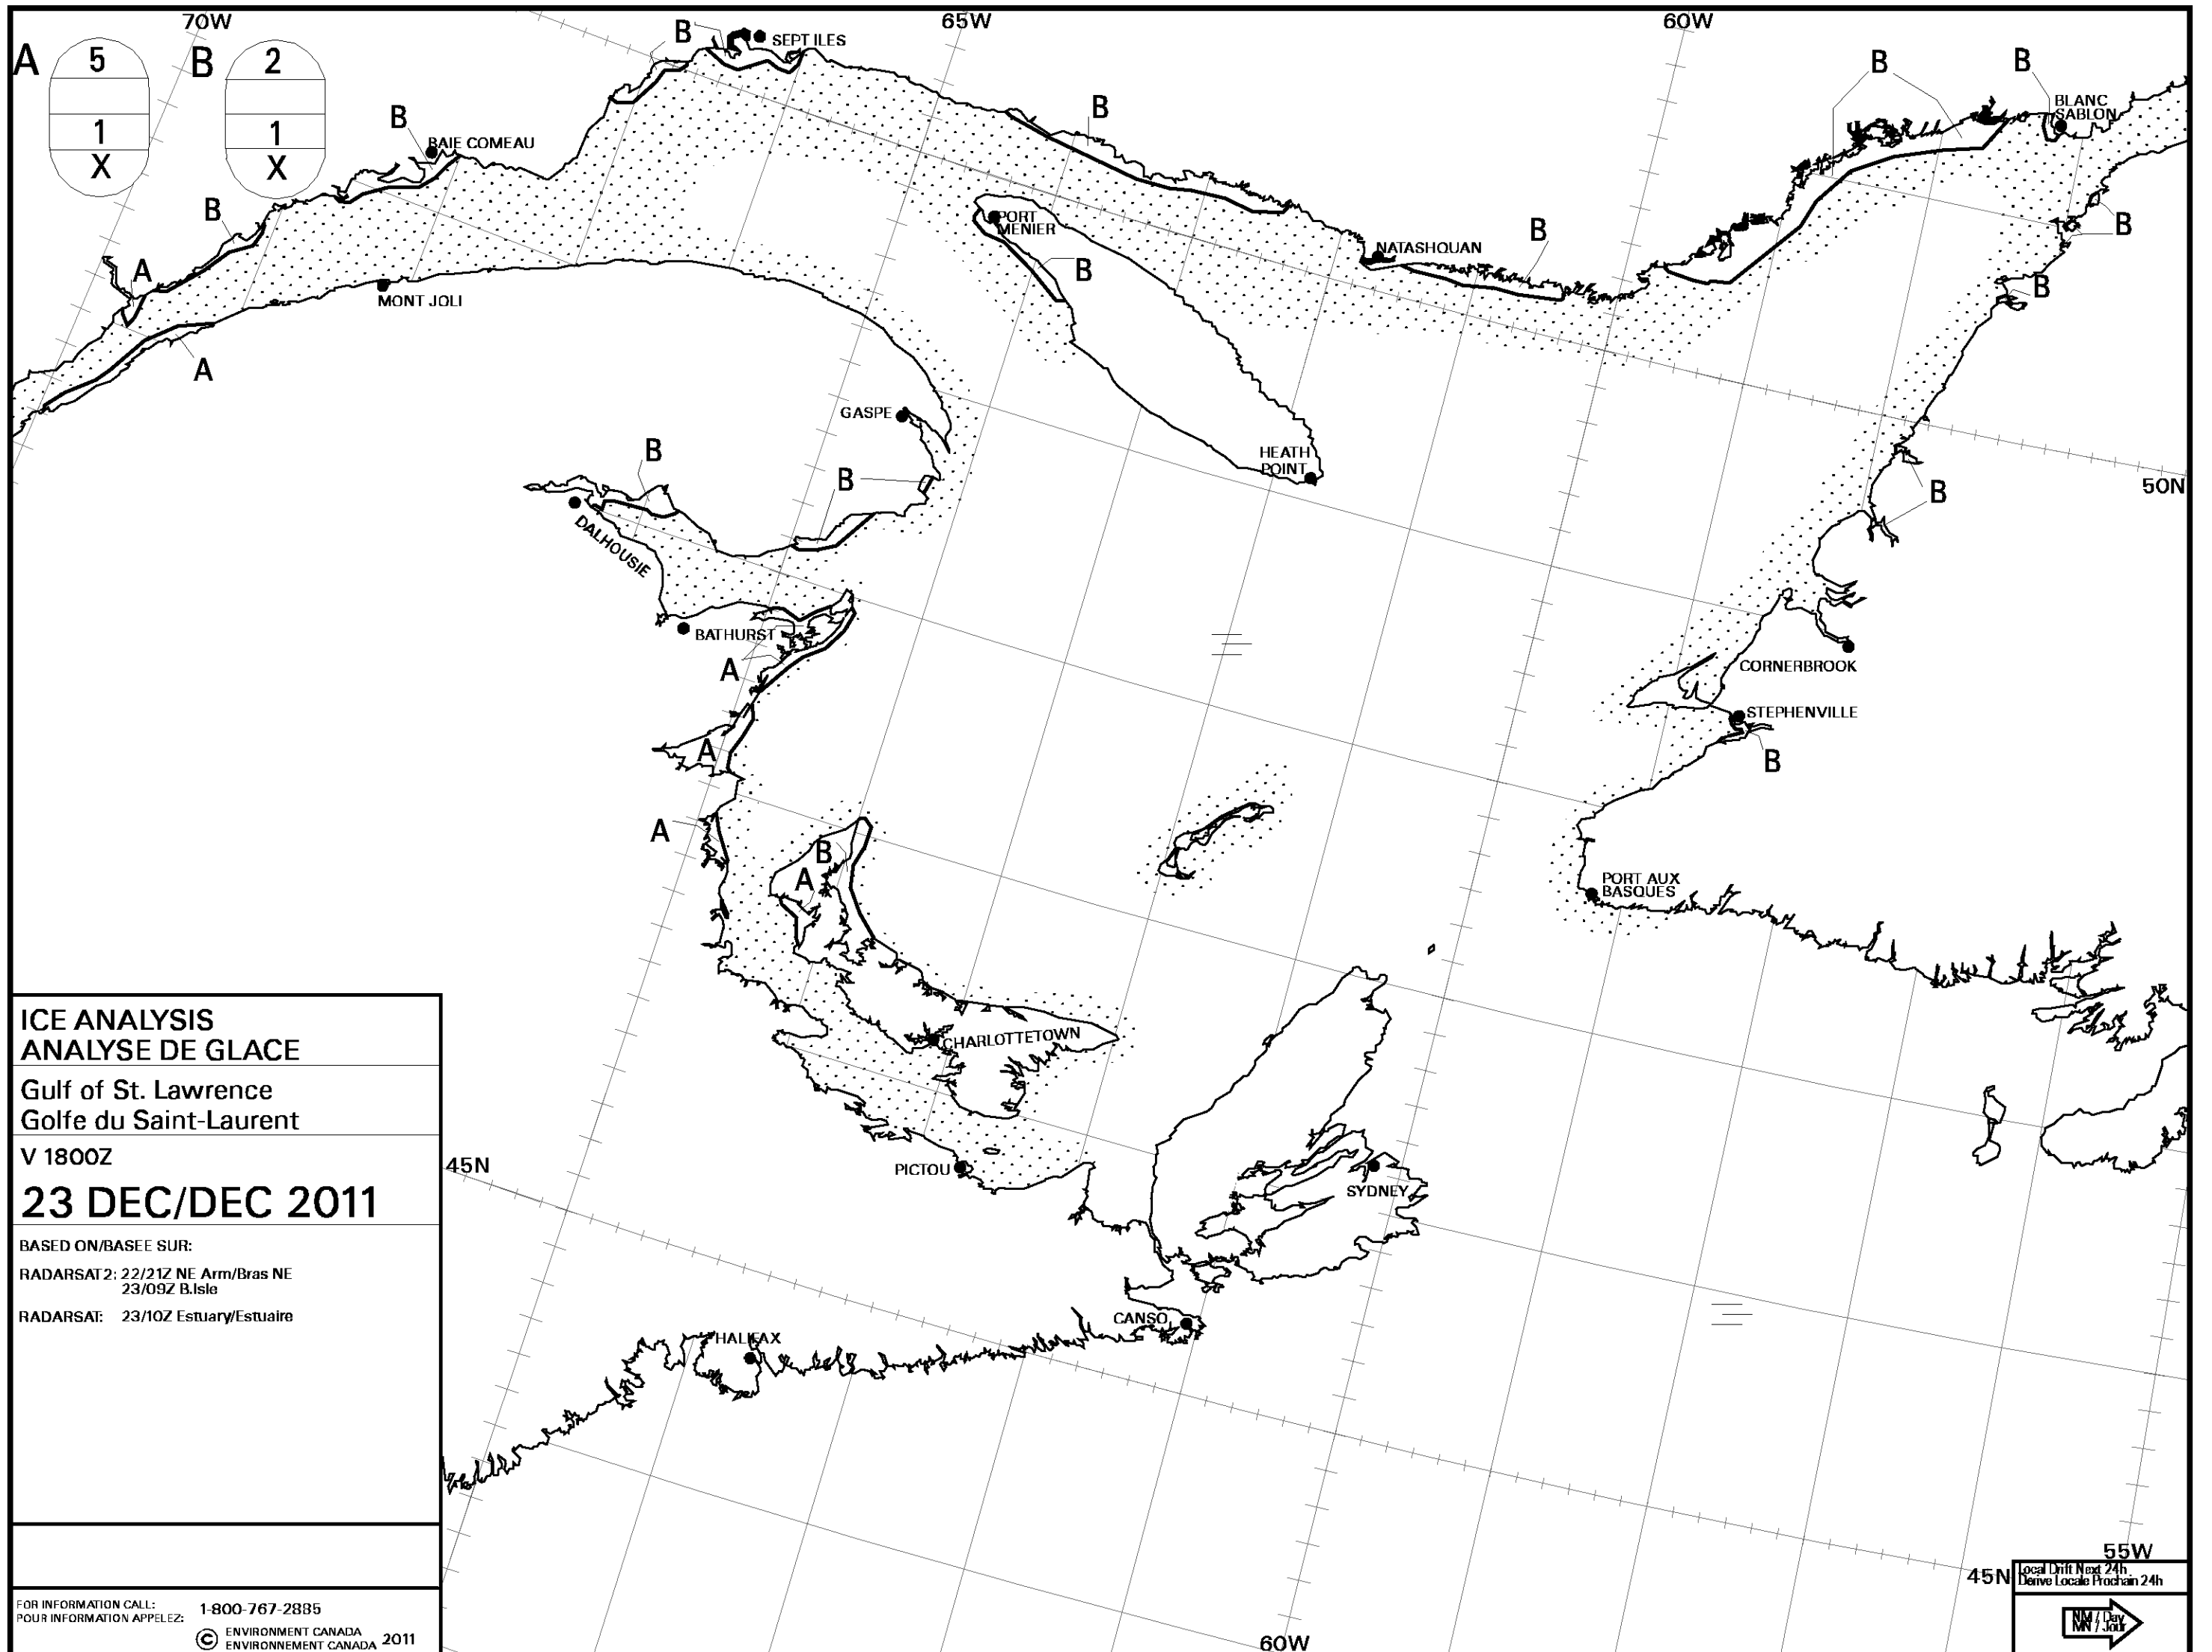 70W
65W
60W
A
5
1
X
B
2
1
X
B
SEPT ILES
B
BAIE COMEAU
B
B
B
B
BLANC
SABLON
B
PORT
MENIER
B
NATASHQUAN
B
B
B
A
MONT JOLI
A
GASPE
HEATH
POINT
50N
B
B
B
DALHOUSIE
BATHURST
A
CORNERBROOK
STEPHENVILLE
B
A
A
B
A
PORT AUX
BASQUES
CHARLOTTETOWN
PICTOU
SYDNEY
45N
CANSO
HALIFAX
ICE ANALYSIS
ANALYSE DE GLACE
Gulf of St. Lawrence
Golfe du Saint-Laurent
V 1800Z
23 DEC/DEC 2011
BASED ON/BASEE SUR:
RADARSAT2: 22/21Z NE Arm/Bras NE
23/09Z B.Isle
RADARSAT: 23/10Z Estuary/Estuaire
FOR INFORMATION CALL:
POUR INFORMATION APPELEZ:
1-800-767-2885
© ENVIRONMENT CANADA
ENVIRONNEMENT CANADA 2011
60W
55W
45N
Local Drift Next 24h
Derive Locale Prochain 24h
NM / Day
MN / Jour